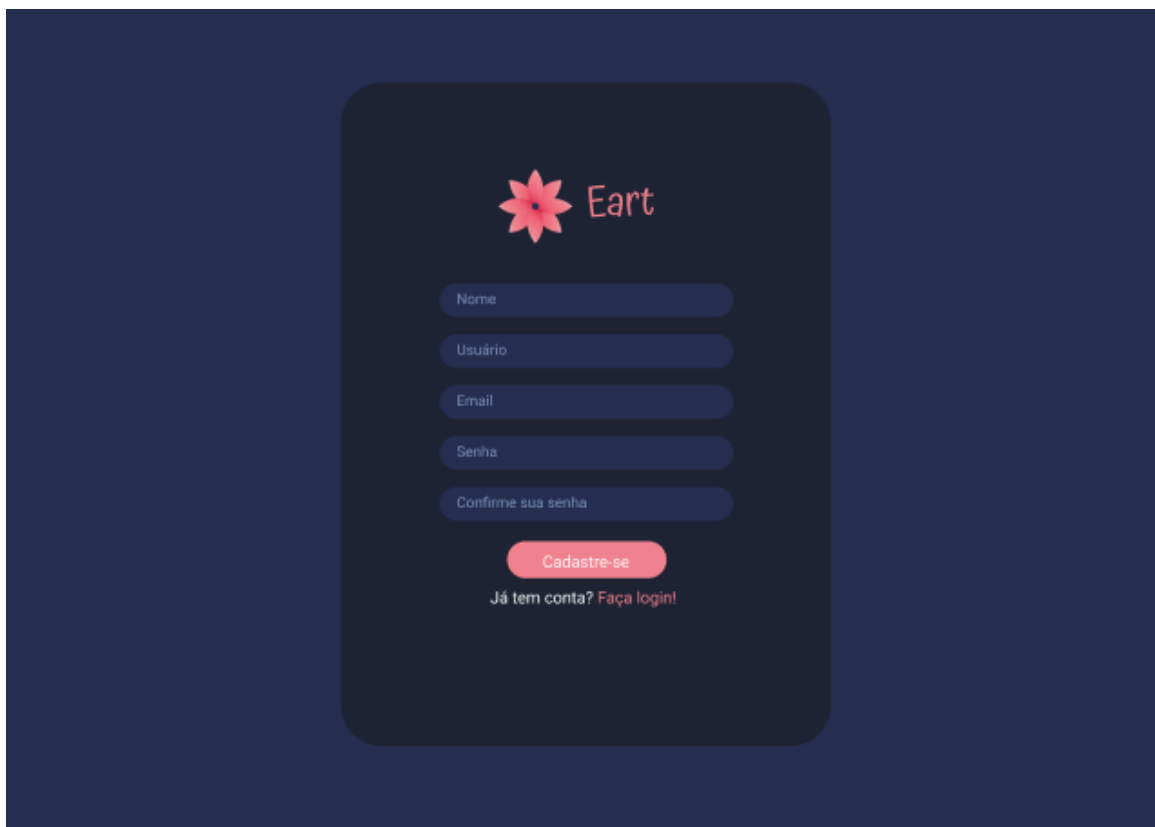 Eart
Nome
Usuário
Email
Senha
Confirme sua senha
Cadastre-se
Já tem conta? Faça login!